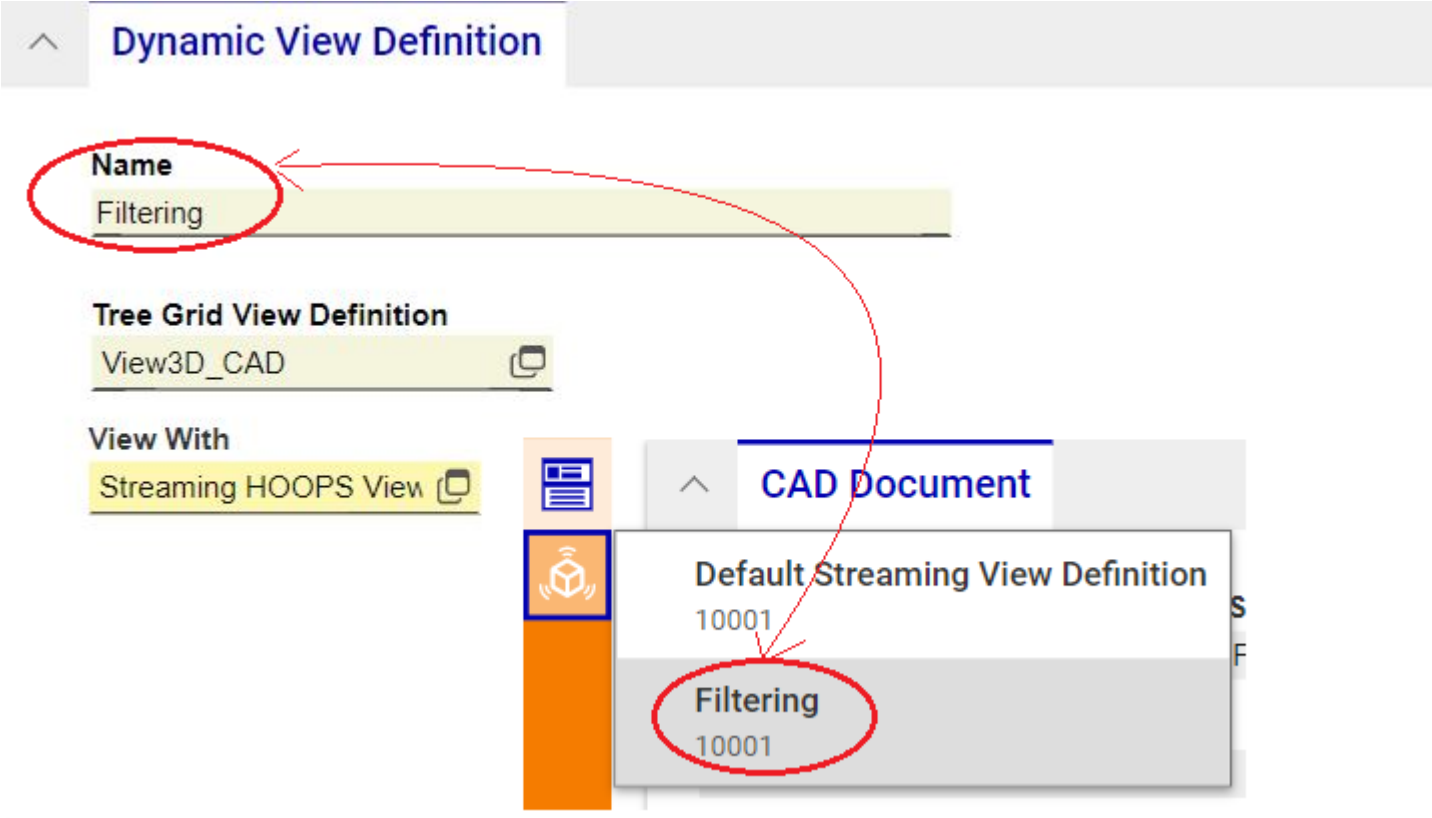 Dynamic View Definition
Name
Filtering
Tree Grid View Definition
View3D_CAD
View With
Streaming HOOPS View
CAD Document
Default Streaming View Definition
10001
Filtering
10001